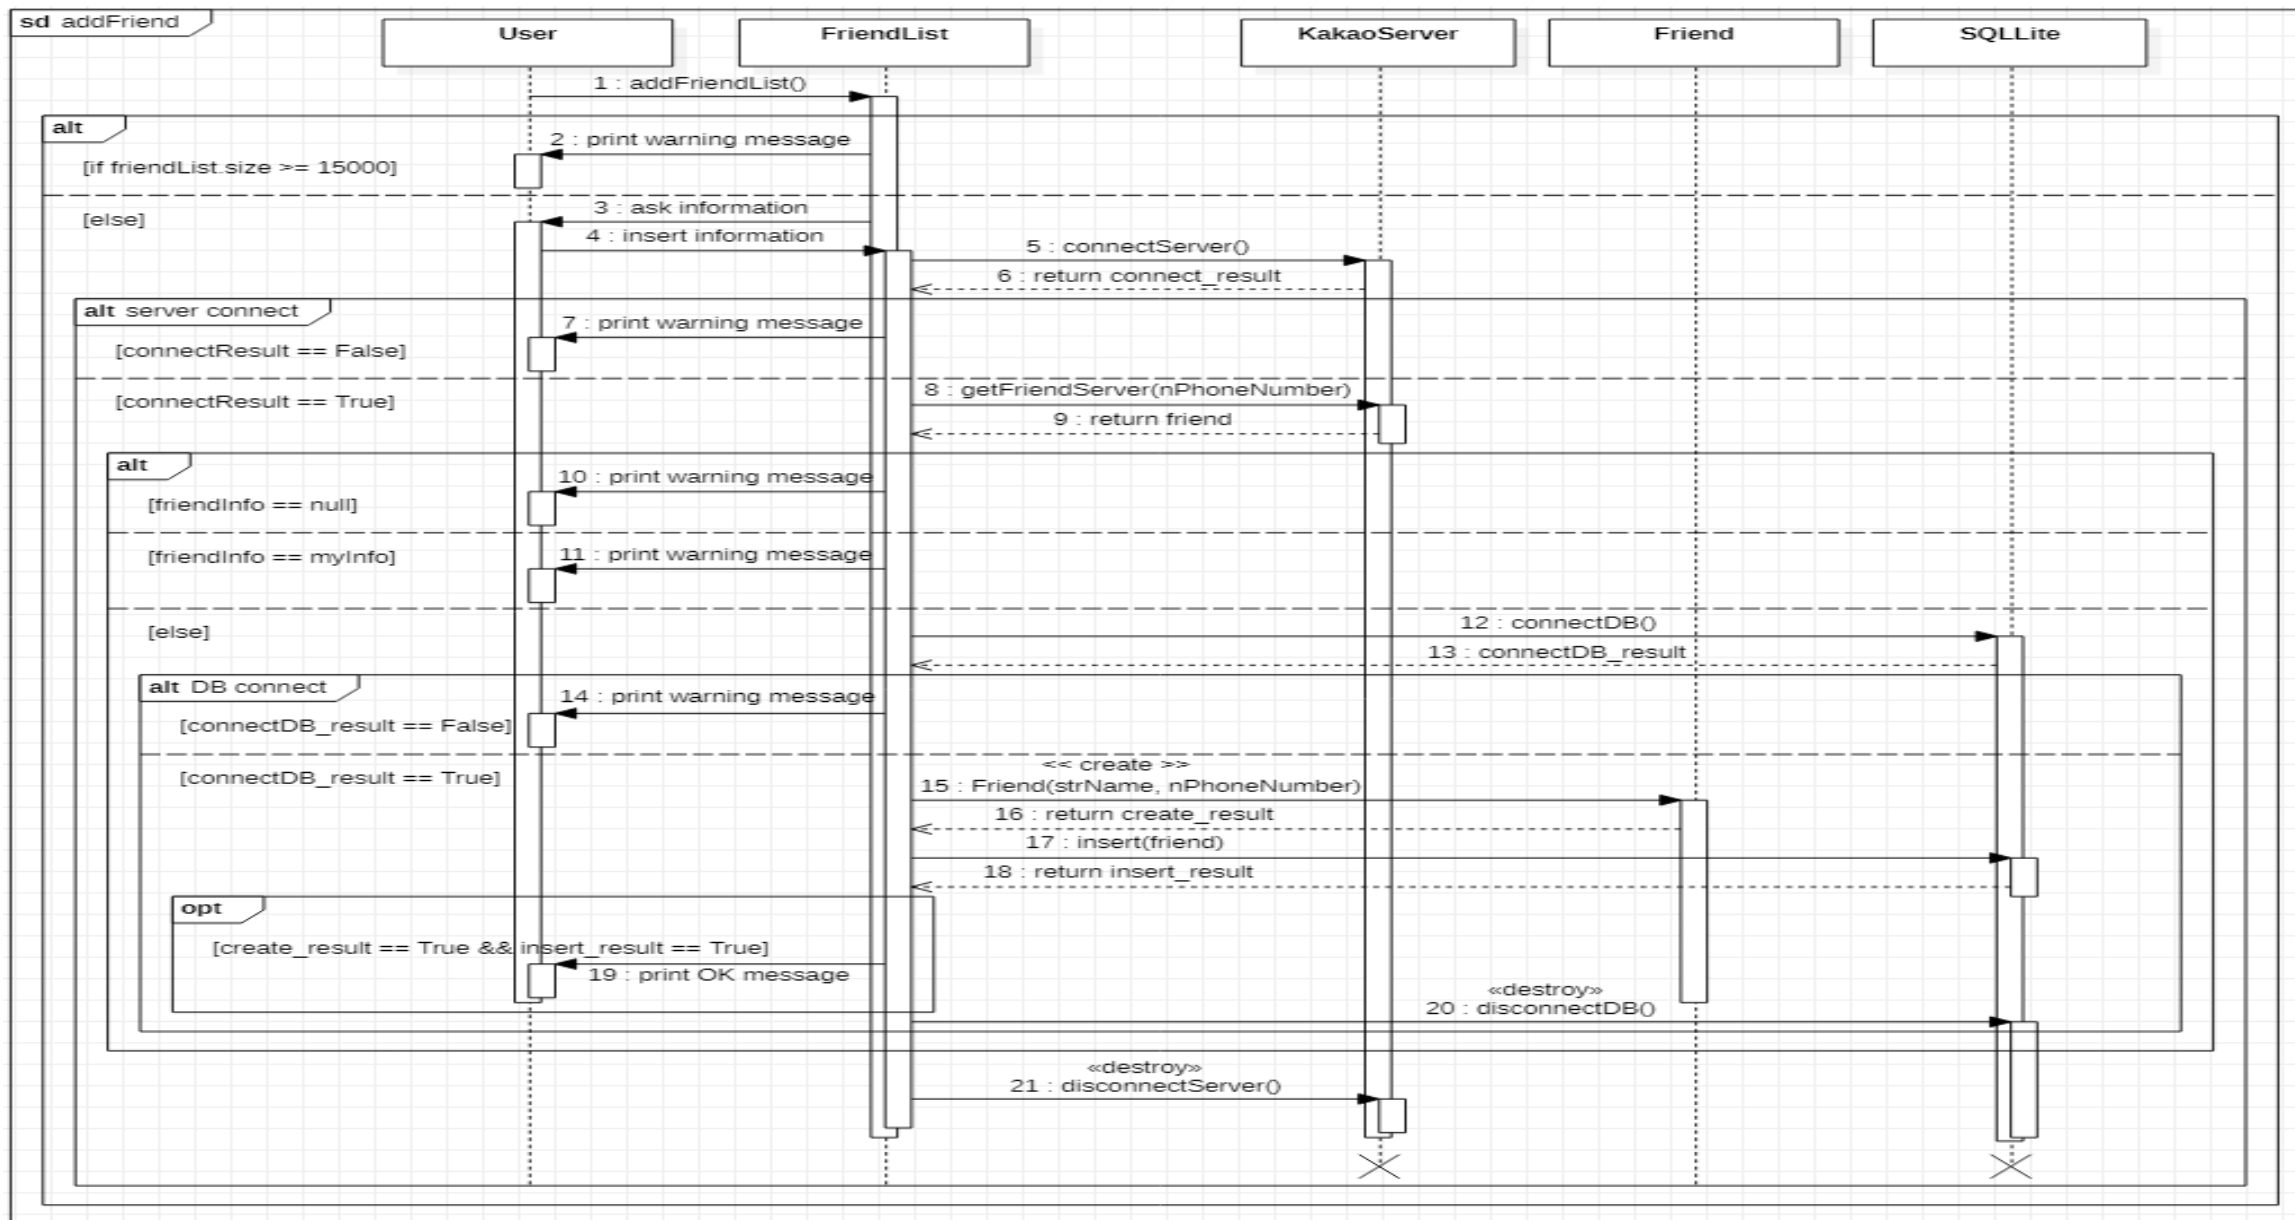 sd addFriend
User
FriendList
KakaoServer
Friend
SQLLite
1 : addFriendList()
alt
2 : print warning message
[if friendList.size >= 15000]
3 : ask information
[else]
4 : insert information
5 : connectServer()
6 : return connect_result
alt server connect
7 : print warning message
[connectResult == False]
8 : getFriendServer(nPhoneNumber)
[connectResult == True]
9 : return friend
alt
10 : print warning message
[friendInfo == null]
11 : print warning message
[friendInfo == myInfo]
12 : connectDB()
[else]
13 : connectDB_result
alt DB connect
14 : print warning message
[connectDB_result == False]
<< create >>
[connectDB_result == True]
15 : Friend(strName, nPhoneNumber)
16 : return create_result
17 : insert(friend)
18 : return insert_result
opt
[create_result == True && insert_result == True]
19 : print OK message
«destroy»
20 : disconnectDB()
«destroy»
21 : disconnectServer()